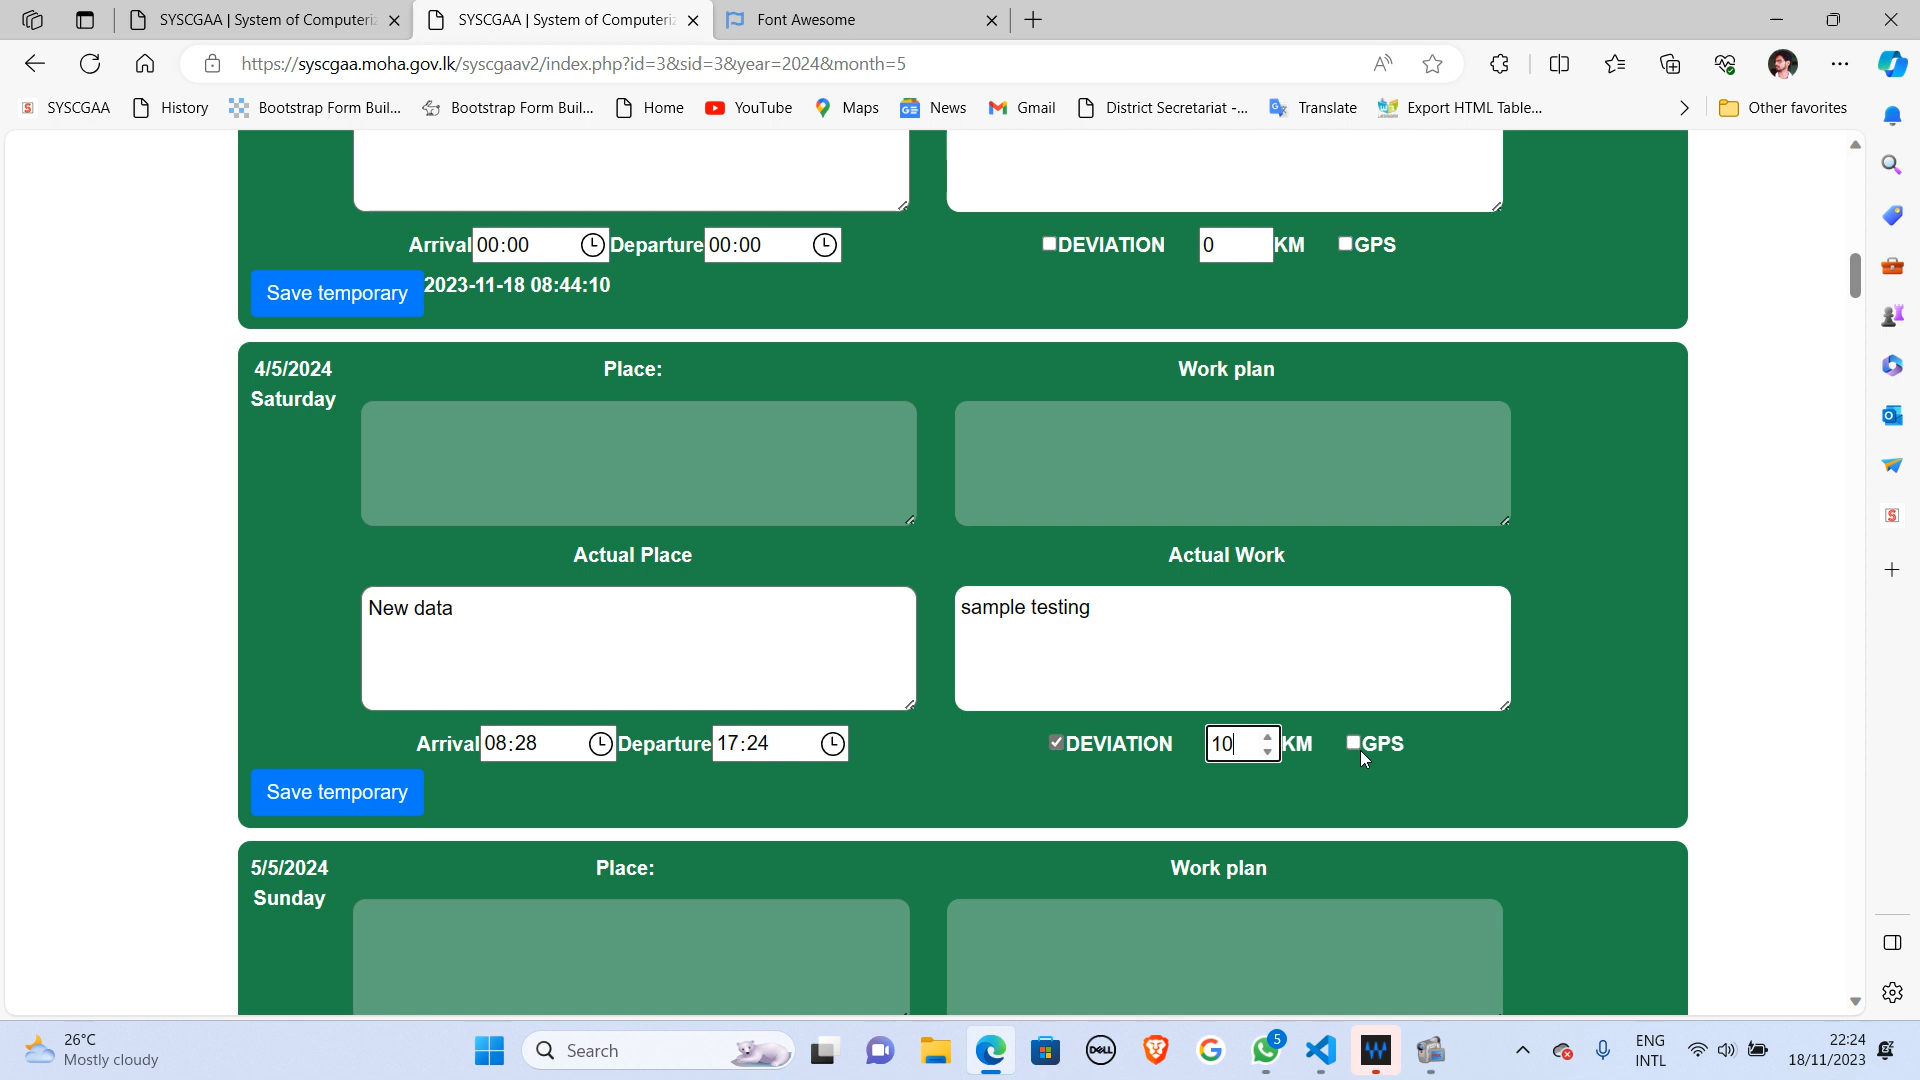 SYSCGAA | System of Computeriz
SYSCGAA | System of Computeriz
Font Awesome
https://syscgaa.moha.gov.lk/syscgaav2/index.php?id=3&sid=3&year=2024&month=5
SYSCGAA
History
Bootstrap Form Buil...
Bootstrap Form Buil...
Home
YouTube
Maps
News
Gmail
District Secretariat -...
Translate
Export HTML Table...
Other favorites
Arrival 00:00 Departure 00:00
DEVIATION 0 KM GPS
Save temporary 2023-11-18 08:44:10
4/5/2024
Saturday
Place:
Work plan
Actual Place
Actual Work
New data
sample testing
Arrival 08:28 Departure 17:24
DEVIATION 10 KM GPS
Save temporary
5/5/2024
Sunday
Place:
Work plan
26°C
Mostly cloudy
Search
DELL
5
ENG
INTL
22:24
18/11/2023